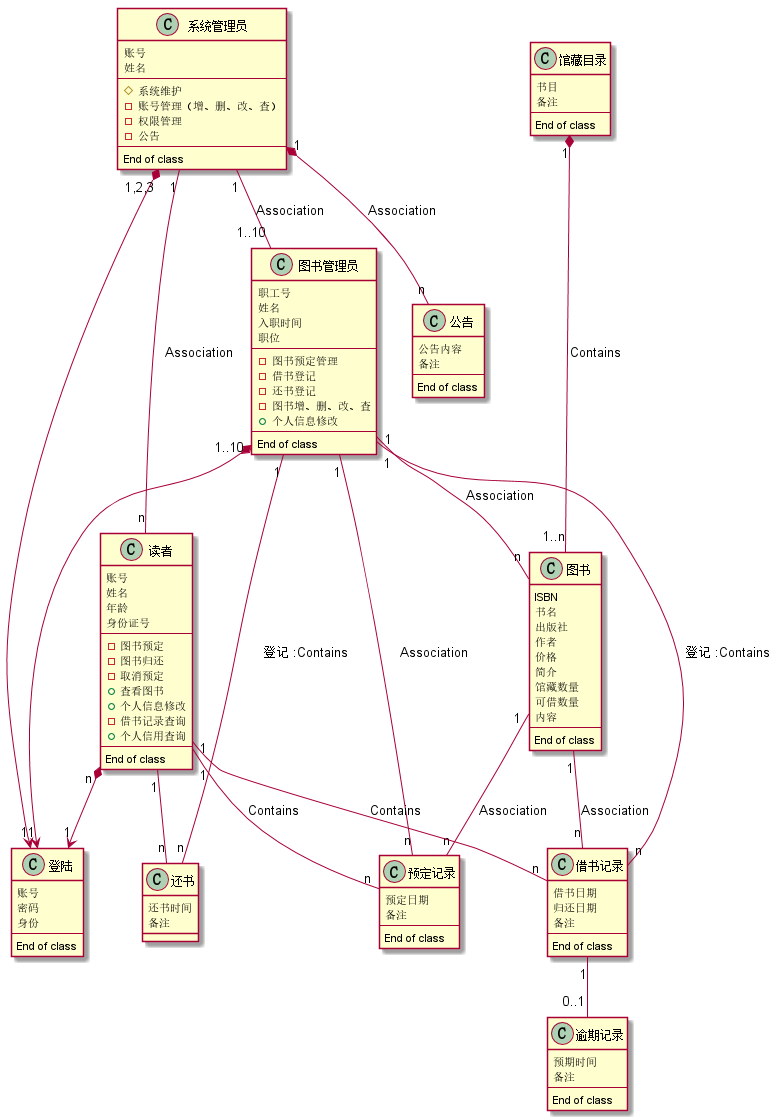 C 系统管理员
账号
姓名
系统维护
账号管理（增、删、改、查）
权限管理
公告
End of class
C 馆藏目录
书目
备注
End of class
1,2,3
1
1
1
1
Association
Association
1..10
n
C 图书管理员
职工号
姓名
入职时间
职位
图书预定管理
借书登记
还书登记
图书增、删、改、查
个人信息修改
End of class
C 公告
公告内容
备注
End of class
Association
Contains
1..10
1
1
1
1
Association
n
n
1..n
C 读者
账号
姓名
年龄
身份证号
图书预定
图书归还
取消预定
查看图书
个人信息修改
借书记录查询
个人信用查询
End of class
C 图书
ISBN
书名
出版社
作者
价格
简介
馆藏数量
可借数量
内容
End of class
登记 :Contains
Association
登记 :Contains
n
1
1
1
1
1
Contains
Contains
Association
Association
1
1
1
n
n
n
n
n
n
n
C 登陆
账号
密码
身份
End of class
C 还书
还书时间
备注
C 预定记录
预定日期
备注
End of class
C 借书记录
借书日期
归还日期
备注
End of class
1
0..1
C 逾期记录
预期时间
备注
End of class